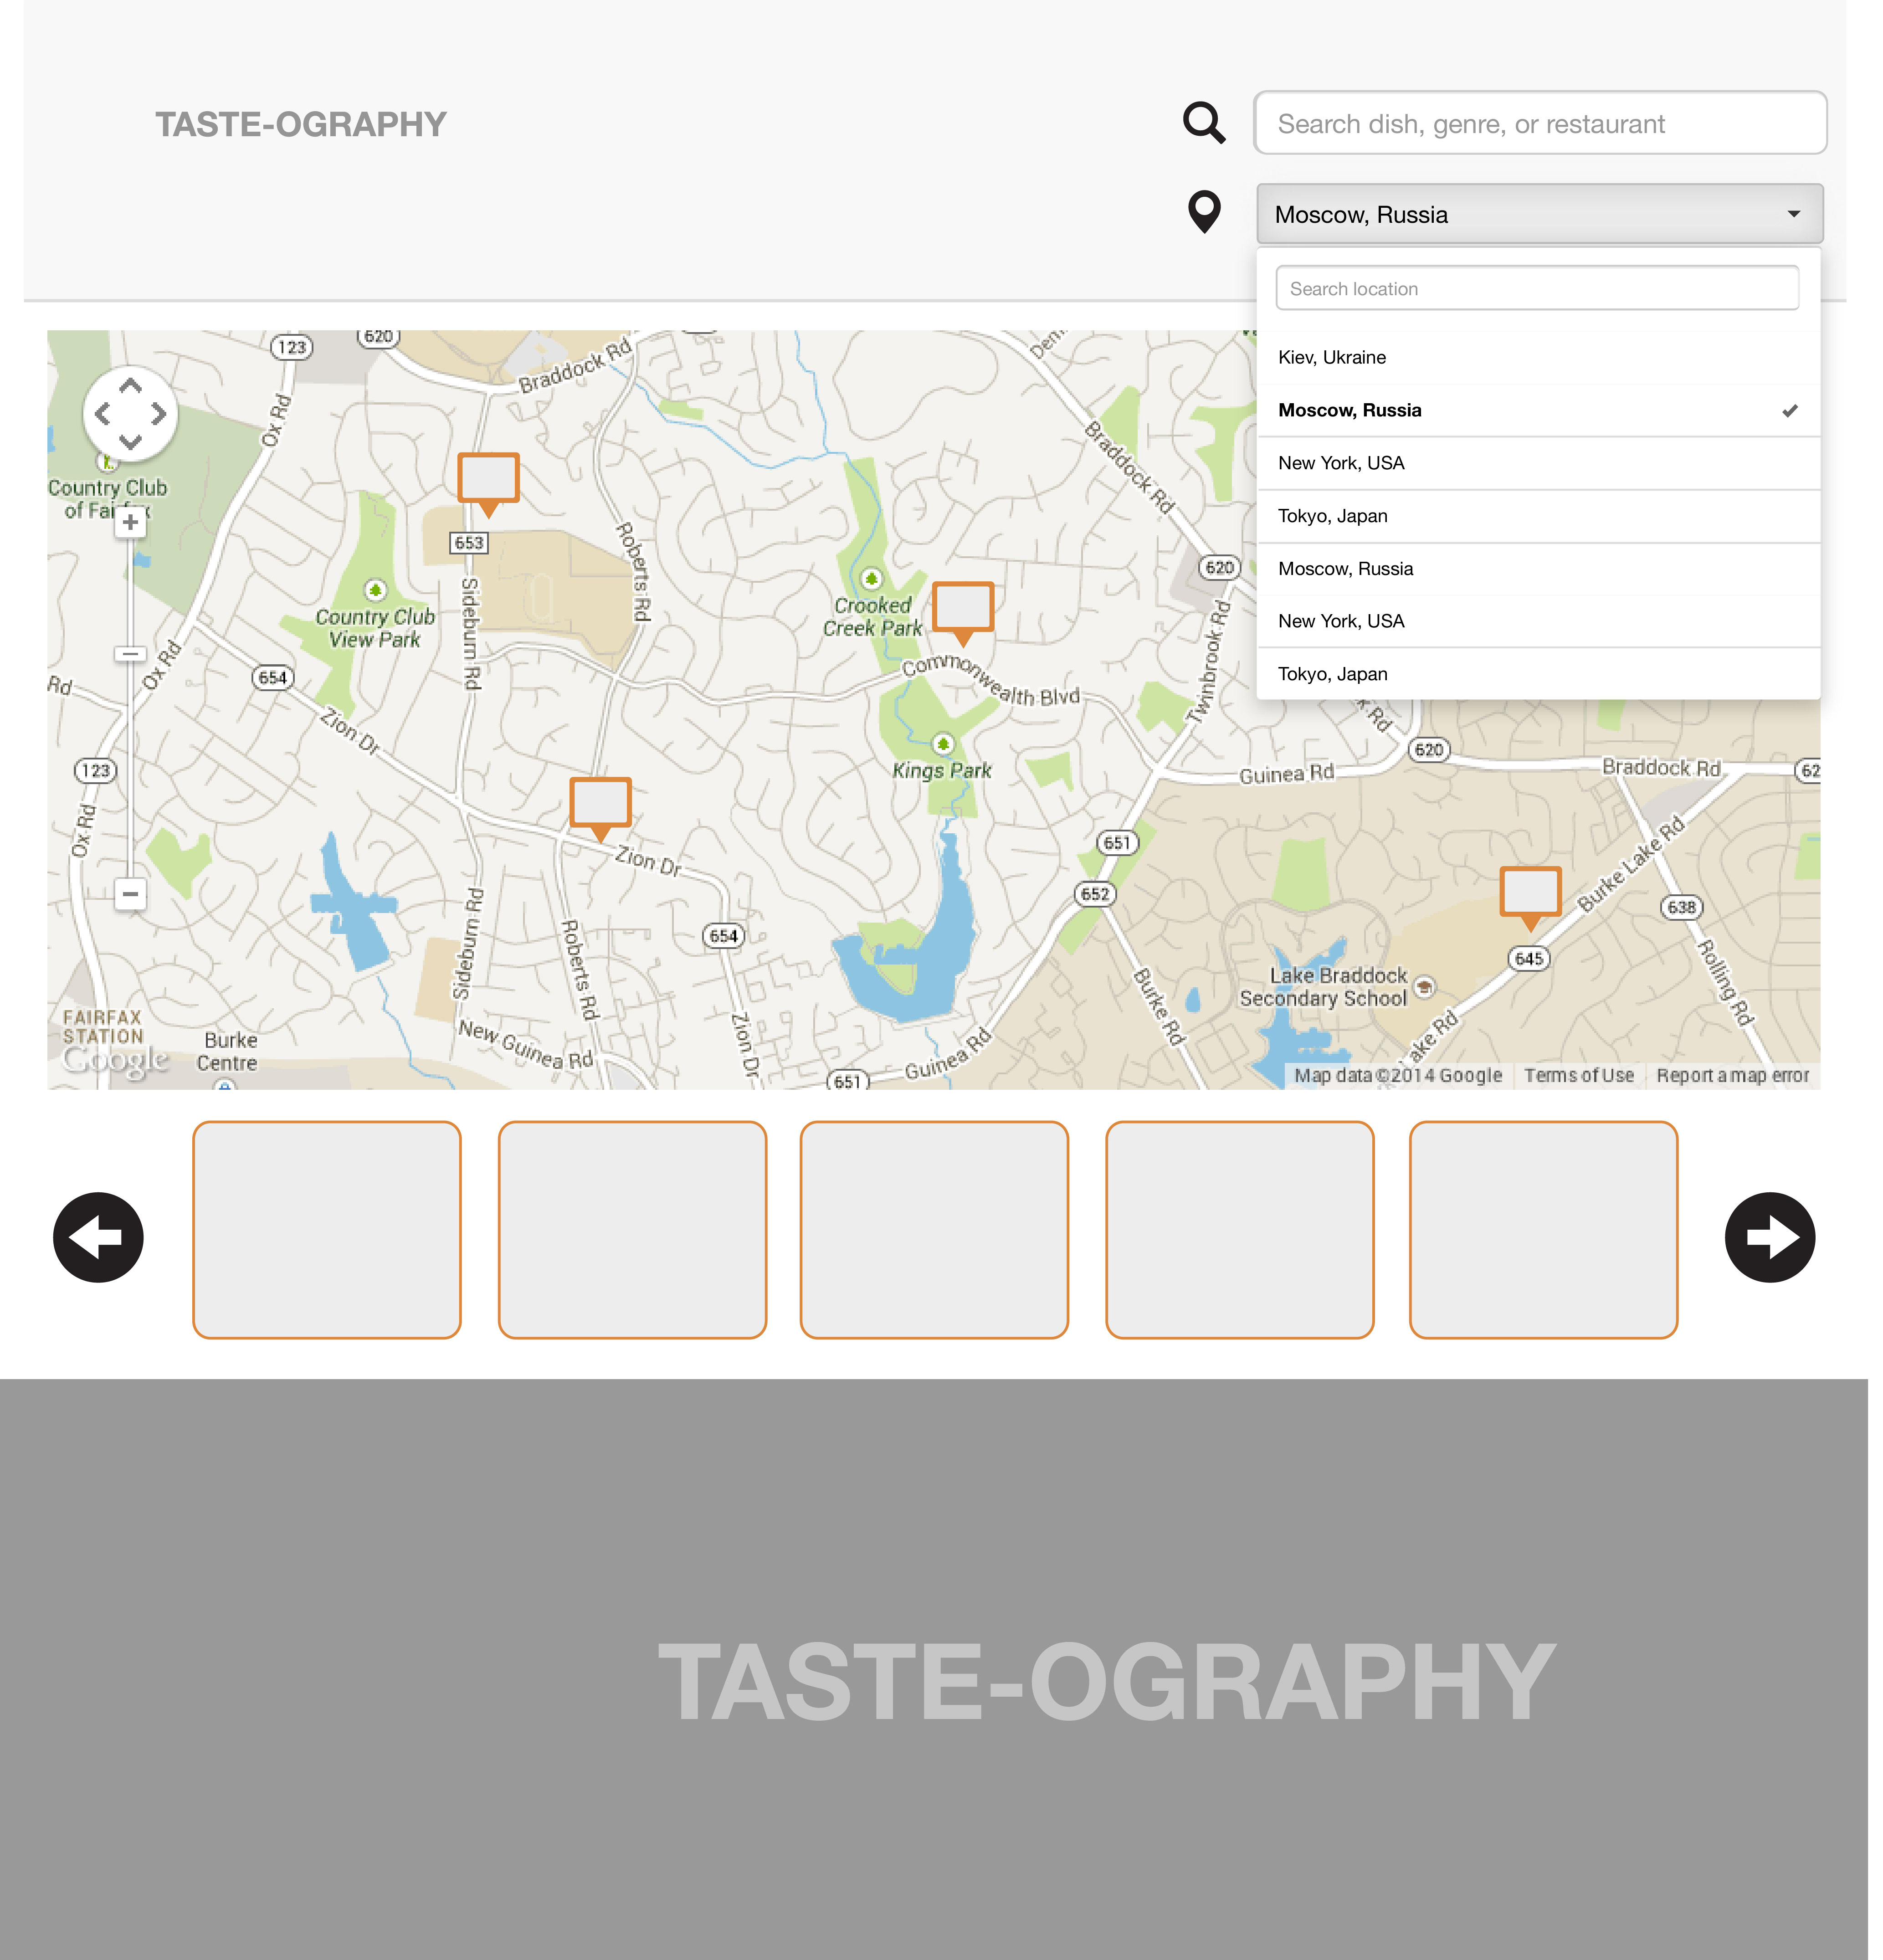 TASTE-OGRAPHY
Search dish, genre, or restaurant
Moscow, Russia
Search location
Kiev, Ukraine
Moscow, Russia
New York, USA
Tokyo, Japan
Moscow, Russia
New York, USA
Tokyo, Japan
123
620
Braddock Rd
Ox Rd
Country Club
of Fairfax
Braddock Rd
653
Roberts Rd
620
Country Club
View Park
Sideburn Rd
Crooked
Creek Park
Twinbrook Rd
Ox Rd
654
Rd
Commonwealth Blvd
Zion Dr
k Rd
123
Kings Park
Guinea Rd
620
Braddock Rd
62
Ox Rd
Zion Dr
651
652
Burke Lake Rd
638
Sideburn Rd
Roberts Rd
654
645
Rolling Rd
Lake Braddock
Secondary School
Burke Rd
FAIRFAX
STATION
Google
Burke
Centre
New Guinea Rd
Zion Dr
651
Guinea Rd
Lake Rd
Map data ©2014 Google
Terms of Use
Report a map error
TASTE-OGRAPHY